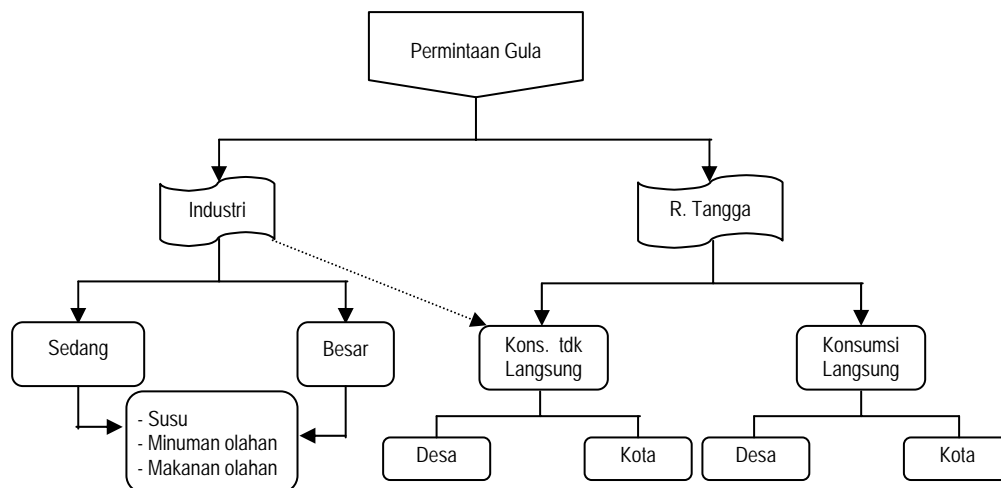 Permintaan Gula
Industri
R. Tangga
Sedang
Besar
Kons. tdk
Langsung
Konsumsi
Langsung
- Susu
- Minuman olahan
- Makanan olahan
Desa
Kota
Desa
Kota